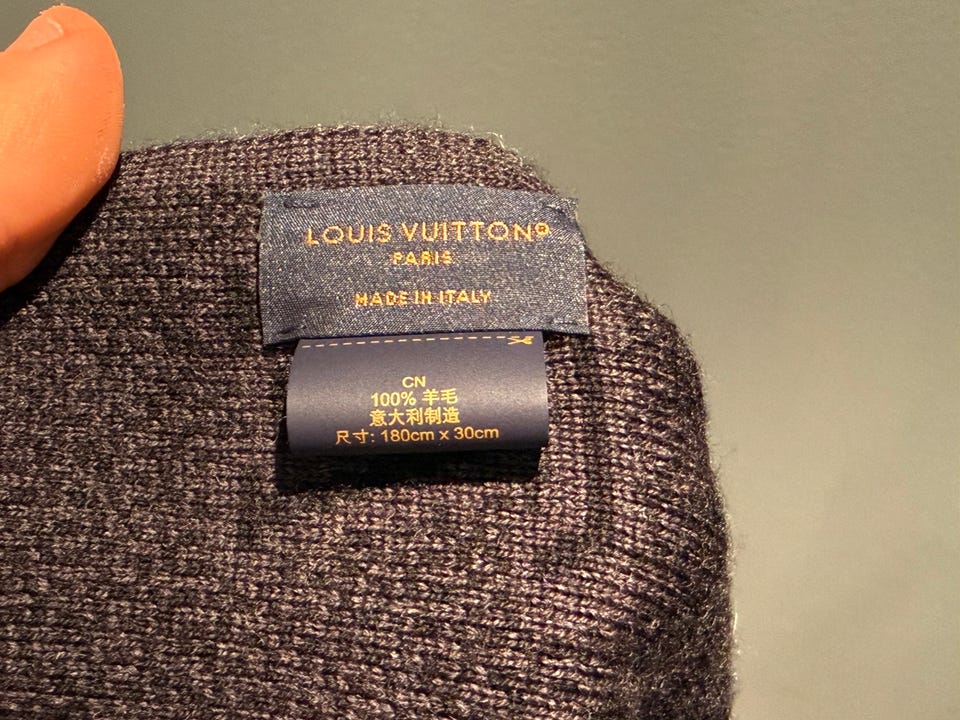 LOUIS VUITTON®
PARIS
MADE IN ITALY
CN
100% 羊毛
意大利制造
尺寸: 180cm x 30cm